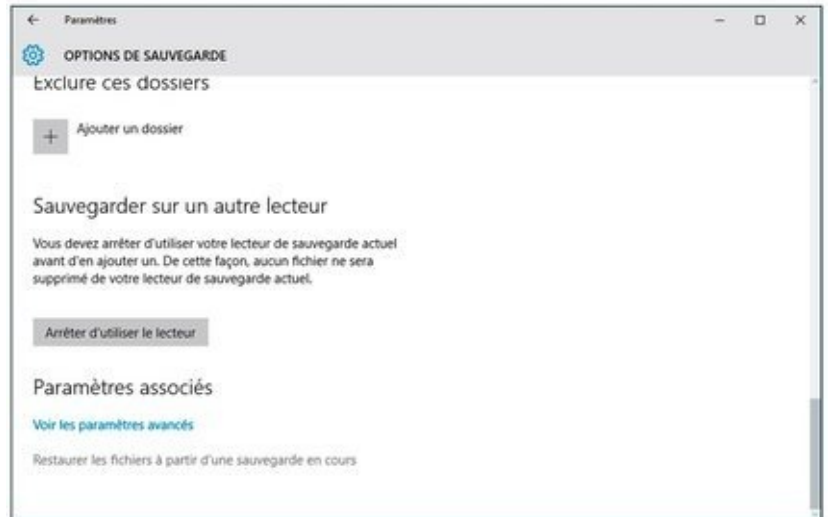 Paramètres
OPTIONS DE SAUVEGARDE
Exclure ces dossiers
Ajouter un dossier
Sauvegarder sur un autre lecteur
Vous devez arrêter d'utiliser votre lecteur de sauvegarde actuel
avant d'en ajouter un. De cette façon, aucun fichier ne sera
supprimé de votre lecteur de sauvegarde actuel.
Arrêter d'utiliser le lecteur
Paramètres associés
Voir les paramètres avancés
Restaurer les fichiers à partir d'une sauvegarde en cours